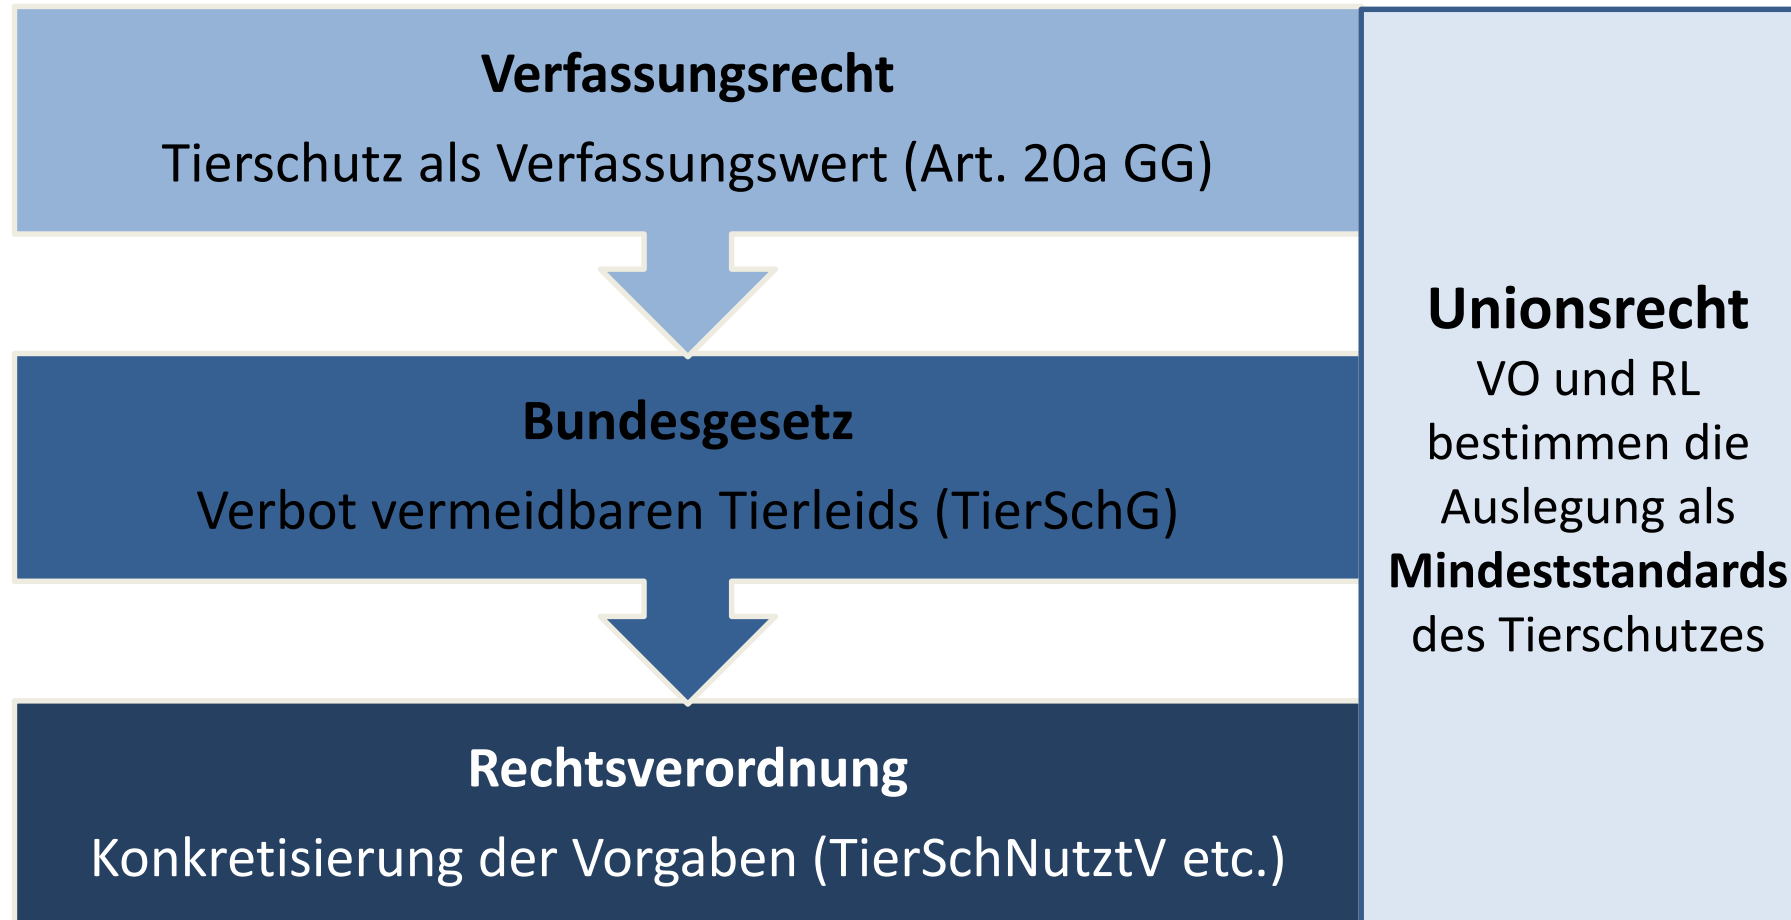 Verfassungsrecht
Tierschutz als Verfassungswert (Art. 20a GG)
Bundesgesetz
Verbot vermeidbaren Tierleids (TierSchG)
Rechtsverordnung
Konkretisierung der Vorgaben (TierSchNutztV etc.)
Unionsrecht
VO und RL
bestimmen die
Auslegung als
Mindeststandards
des Tierschutzes